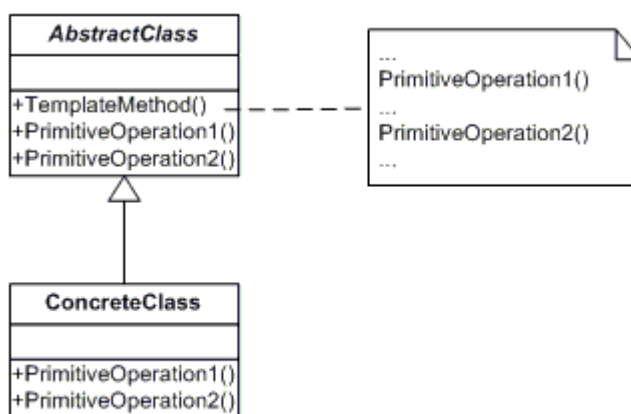 AbstractClass
+TemplateMethod()
+PrimitiveOperation1()
+PrimitiveOperation2()
...
PrimitiveOperation1()
...
PrimitiveOperation2()
...
ConcreteClass
+PrimitiveOperation1()
+PrimitiveOperation2()